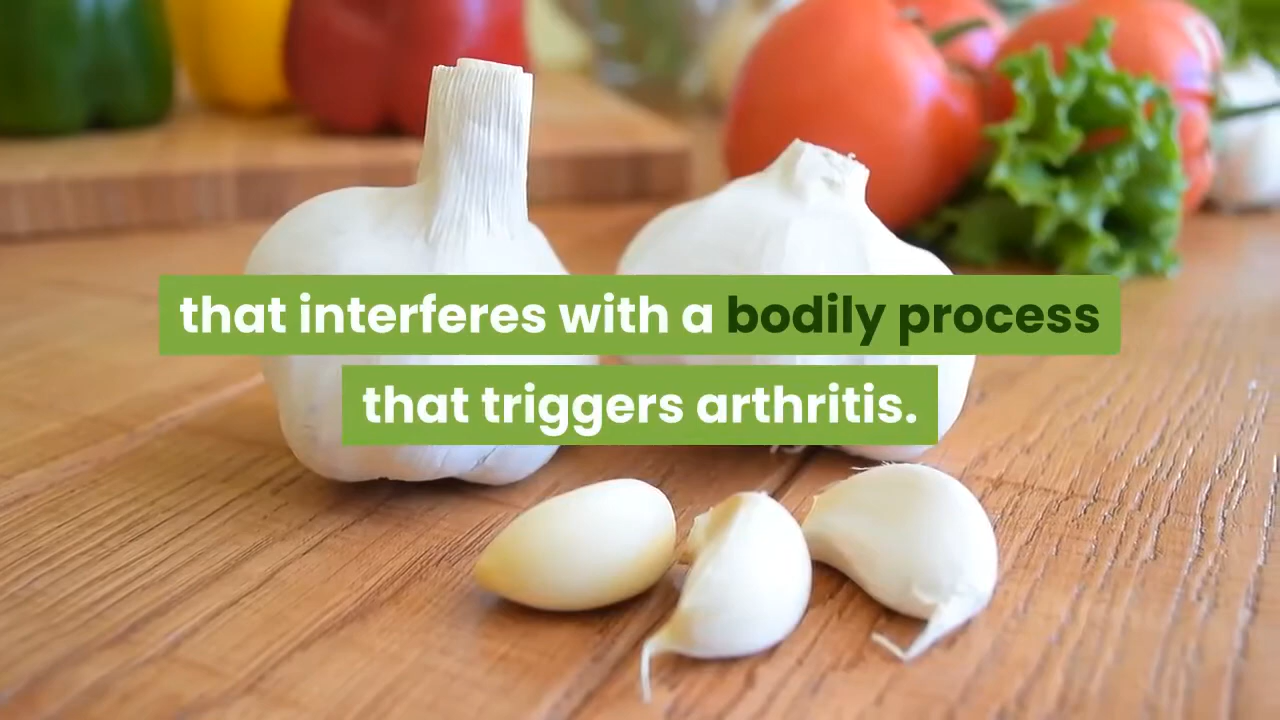 that interferes with a bodily process
that triggers arthritis.